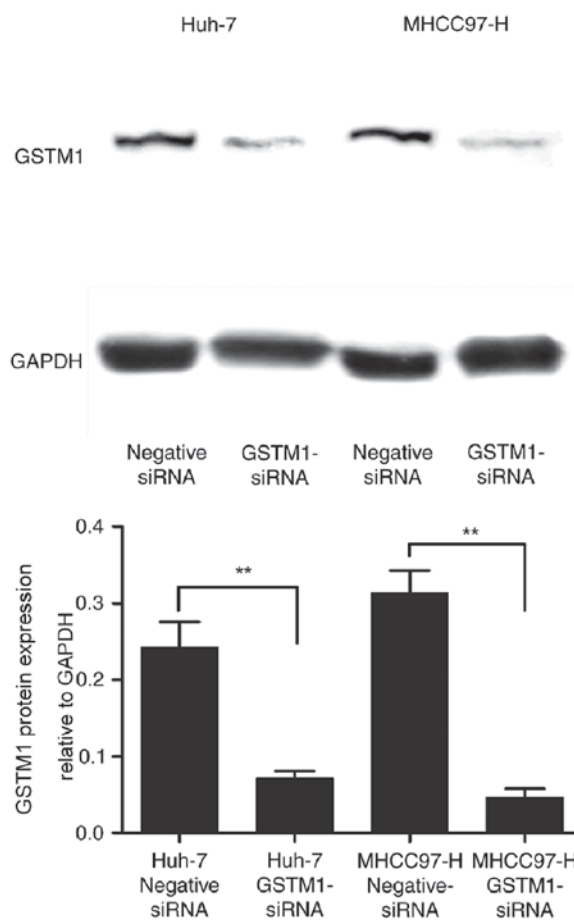 Huh-7 MHCC97-H
GSTM1
GAPDH
Negative GSTM1- Negative GSTM1-
siRNA siRNA siRNA siRNA
GSTM1 protein expression
relative to GAPDH
0.4
0.3
0.2
0.1
0.0
** **
Huh-7 Huh-7 MHCC97-H MHCC97-H
Negative GSTM1- Negative- GSTM1-
siRNA siRNA siRNA siRNA